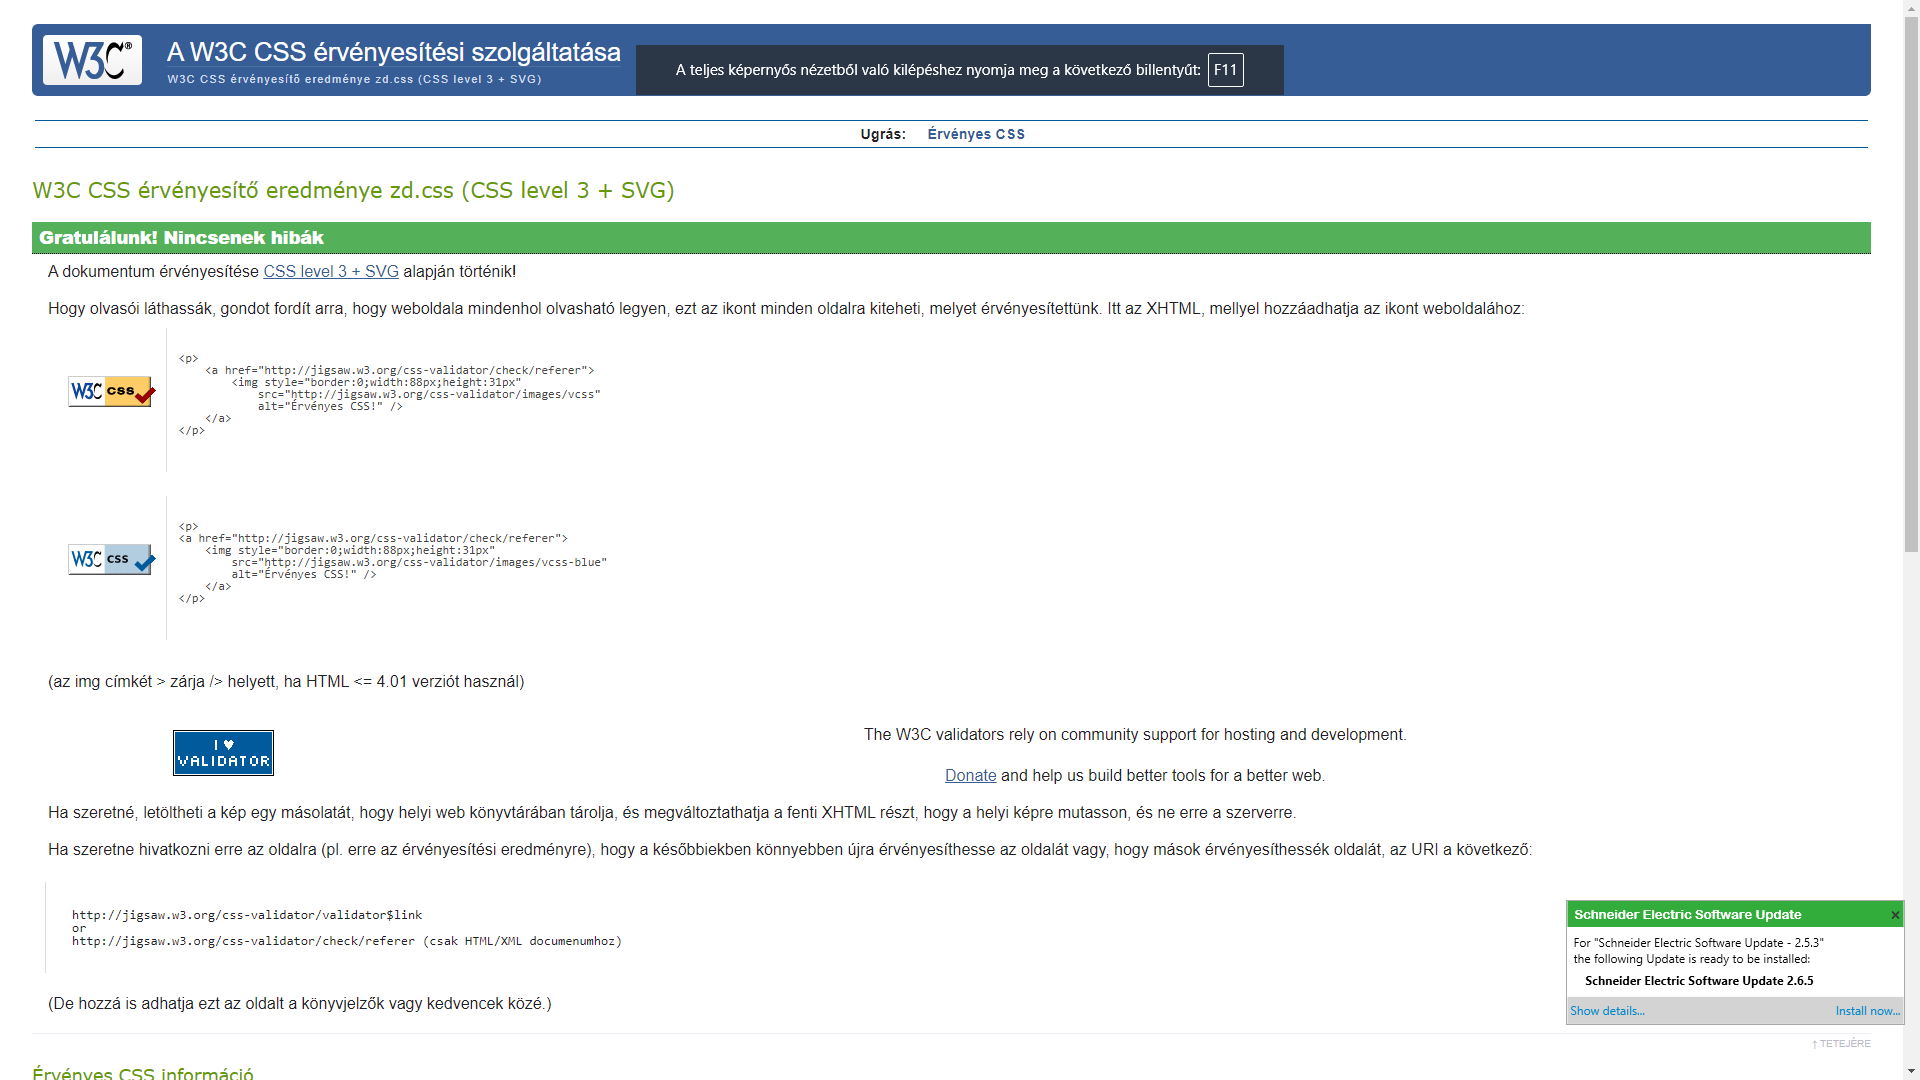 W3C®
A W3C CSS érvényesítési szolgáltatása
W3C CSS érvényesítő eredménye zd.css (CSS level 3 + SVG)
A teljes képernyős nézetből való kilépéshez nyomja meg a következő billentyűt: F11
Ugrás: Érvényes CSS
W3C CSS érvényesítő eredménye zd.css (CSS level 3 + SVG)
Gratulálunk! Nincsenek hibák
A dokumentum érvényesítése CSS level 3 + SVG alapján történik!
Hogy olvasói láthassák, gondot fordít arra, hogy weboldala mindenhol olvasható legyen, ezt az ikont minden oldalra kiteheti, melyet érvényesítettünk. Itt az XHTML, mellyel hozzáadhatja az ikont weboldalához:
W3C css
<p>
<a href="http://jigsaw.w3.org/css-validator/check/referer">
<img style="border:0;width:88px;height:31px"
src="http://jigsaw.w3.org/css-validator/images/vcss"
alt="Érvényes CSS!" />
</a>
</p>
W3C css
<p>
<a href="http://jigsaw.w3.org/css-validator/check/referer">
<img style="border:0;width:88px;height:31px"
src="http://jigsaw.w3.org/css-validator/images/vcss-blue"
alt="Érvényes CSS!" />
</a>
</p>
(az img címkét > zárja /> helyett, ha HTML <= 4.01 verziót használ)
I ♥
VALIDATOR
The W3C validators rely on community support for hosting and development.
Donate and help us build better tools for a better web.
Ha szeretné, letöltheti a kép egy másolatát, hogy helyi web könyvtárában tárolja, és megváltoztathatja a fenti XHTML részt, hogy a helyi képre mutasson, és ne erre a szerverre.
Ha szeretne hivatkozni erre az oldalra (pl. erre az érvényesítési eredményre), hogy a későbbiekben könnyebben újra érvényesíthesse az oldalát vagy, hogy mások érvényesíthessék oldalát, az URI a következő:
http://jigsaw.w3.org/css-validator/validator$link
or
http://jigsaw.w3.org/css-validator/check/referer (csak HTML/XML documenumhoz)
(De hozzá is adhatja ezt az oldalt a könyvjelzők vagy kedvencek közé.)
Schneider Electric Software Update ×
For "Schneider Electric Software Update - 2.5.3"
the following Update is ready to be installed:
Schneider Electric Software Update 2.6.5
Show details... Install now...
↑ TETEJÉRE
Érvényes CSS információ